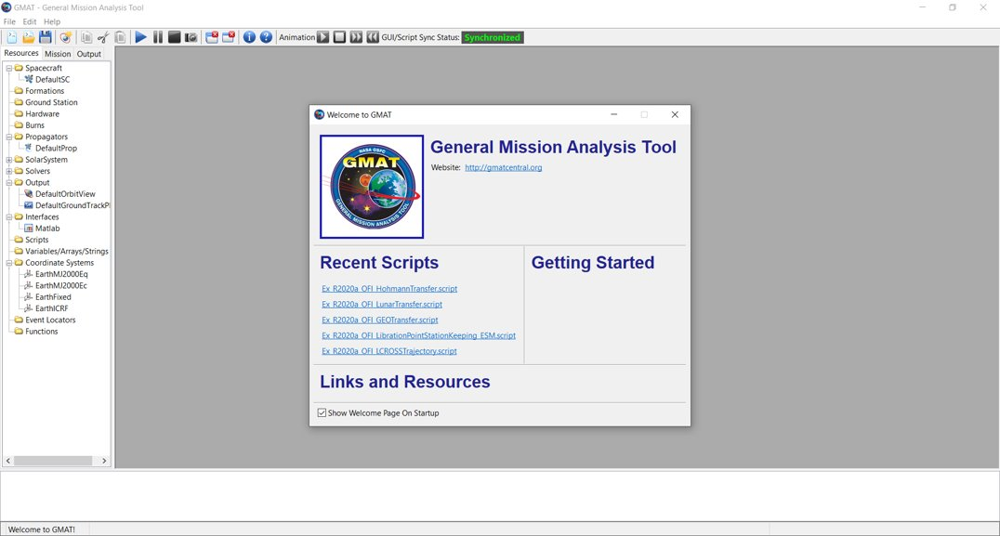 GMAT - General Mission Analysis Tool
File Edit Help
Animation GUI/Script Sync Status: Synchronized
Resources Mission Output
Spacecraft
DefaultSC
Formations
Ground Station
Hardware
Burns
Propagators
DefaultProp
SolarSystem
Solvers
Output
DefaultOrbitView
DefaultGroundTrackPl
Interfaces
Matlab
Scripts
Variables/Arrays/Strings
Coordinate Systems
EarthMJ2000Eq
EarthMJ2000Ec
EarthFixed
EarthICRF
Event Locators
Functions
Welcome to GMAT
NASA GSFC
GMAT
GENERAL MISSION ANALYSIS TOOL
General Mission Analysis Tool
Website: http://gmatcentral.org
Recent Scripts
Ex_R2020a_OFI_HohmannTransfer.script
Ex_R2020a_OFI_LunarTransfer.script
Ex_R2020a_OFI_GEOTransfer.script
Ex_R2020a_OFI_LibrationPointStationKeeping_ESM.script
Ex_R2020a_OFI_LCROSSTrajectory.script
Getting Started
Links and Resources
Show Welcome Page On Startup
Welcome to GMAT!